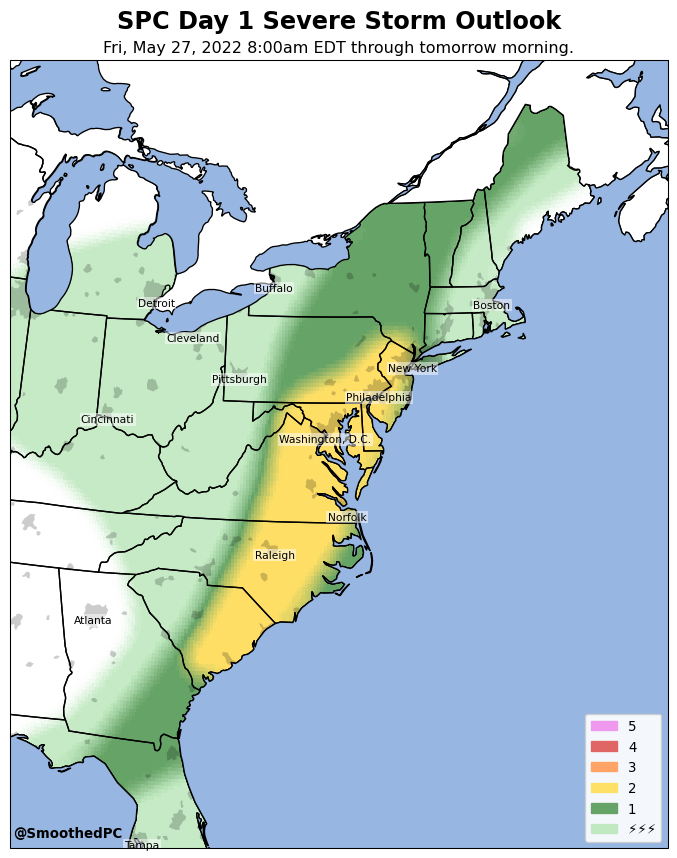 SPC Day 1 Severe Storm Outlook
Fri, May 27, 2022 8:00am EDT through tomorrow morning.
Buffalo
Detroit
Boston
Cleveland
New York
Pittsburgh
Philadelphia
Cincinnati
Washington, D.C.
Norfolk
Raleigh
Atlanta
5
4
3
2
1
⚡⚡⚡
@SmoothedPC
Tampa